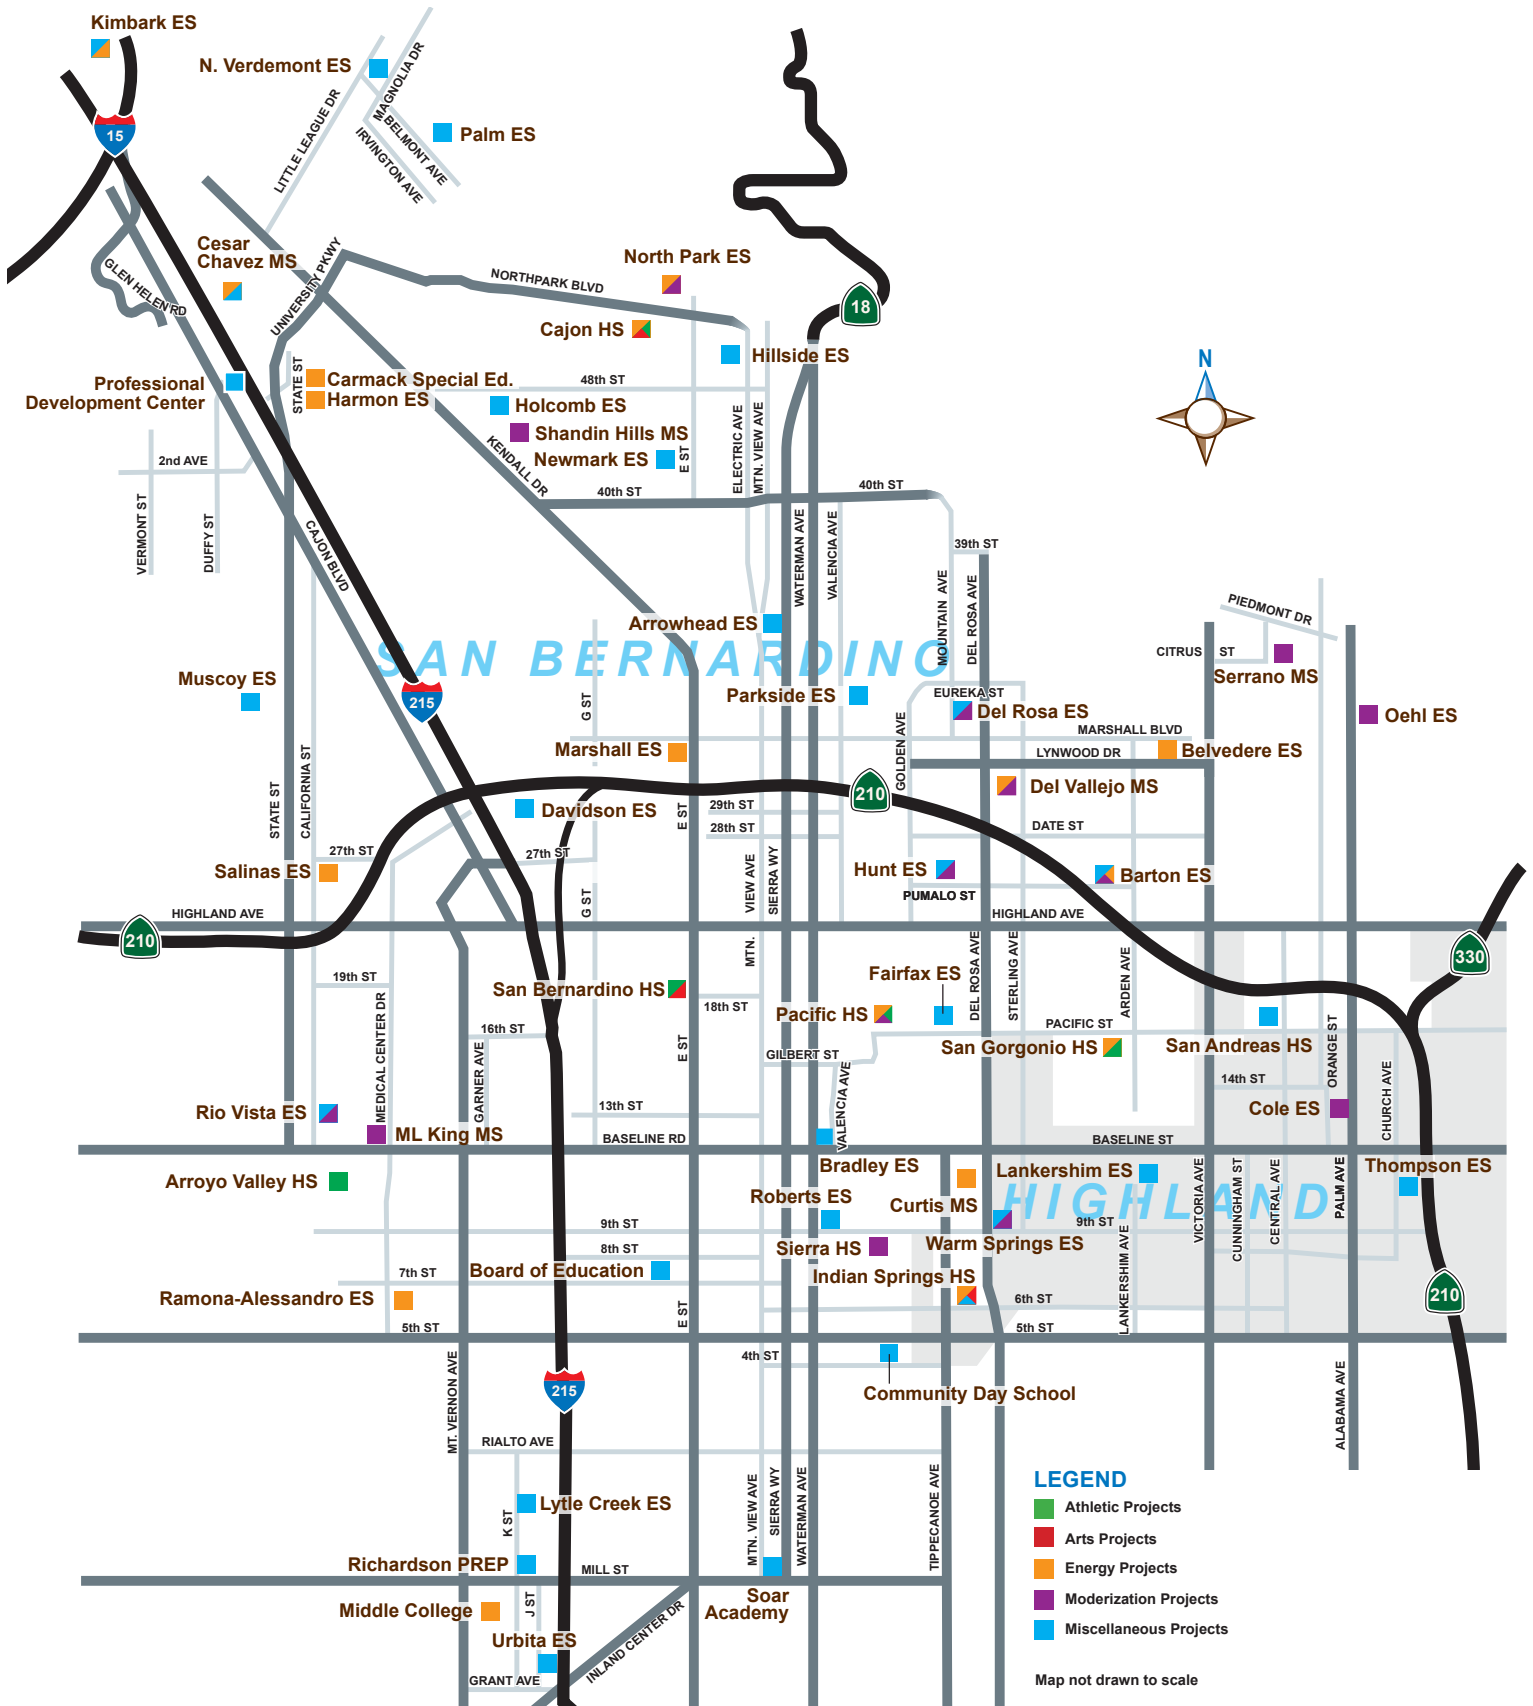 Kimbark ES
N. Verdemont ES
MAGNOLIA DR
LITTLE LEAGUE DR
BELMONT AVE
IRVINGTON AVE
Palm ES
15
Cesar
Chavez MS
GLEN HELEN RD
UNIVERSITY PKWY
NORTHPARK BLVD
North Park ES
18
Cajon HS
Hillside ES
N
Professional
Development Center
STATE ST
Carmack Special Ed.
Harmon ES
48th ST
Holcomb ES
Shandin Hills MS
Newmark ES
E ST
ELECTRIC AVE
MTN. VIEW AVE
KENDALL DR
2nd AVE
VERMONT ST
DUFFY ST
CAJON BLVD
40th ST
40th ST
WATERMAN AVE
VALENCIA AVE
39th ST
MOUNTAIN AVE
DEL ROSA AVE
PIEDMONT DR
CITRUS ST
Serrano MS
Arrowhead ES
SAN BERNARDINO
Muscoy ES
215
G ST
Parkside ES
EUREKA ST
Del Rosa ES
Oehl ES
MARSHALL BLVD
Marshall ES
GOLDEN AVE
LYNWOOD DR
Belvedere ES
210
Del Vallejo MS
STATE ST
CALIFORNIA ST
Davidson ES
E ST
29th ST
28th ST
DATE ST
27th ST
27th ST
Salinas ES
Hunt ES
Barton ES
PUMALO ST
G ST
MTN. VIEW AVE
SIERRA WY
HIGHLAND AVE
HIGHLAND AVE
210
330
19th ST
MEDICAL CENTER DR
San Bernardino HS
18th ST
Fairfax ES
DEL ROSA AVE
STERLING AVE
ARDEN AVE
Pacific HS
PACIFIC ST
San Gorgonio HS
San Andreas HS
16th ST
GARNER AVE
E ST
GILBERT ST
VALENCIA AVE
ORANGE ST
14th ST
Cole ES
CHURCH AVE
Rio Vista ES
ML King MS
13th ST
BASELINE RD
BASELINE ST
Bradley ES
Arroyo Valley HS
Curtis MS
Lankershim ES
Thompson ES
Roberts ES
HIGHLAND
VICTORIA AVE
CUNNINGHAM ST
CENTRAL AVE
PALM AVE
9th ST
9th ST
Sierra HS
Warm Springs ES
LANKERSHIM AVE
8th ST
7th ST
Board of Education
Indian Springs HS
Ramona-Alessandro ES
6th ST
E ST
5th ST
5th ST
4th ST
Community Day School
215
MT. VERNON AVE
ALABAMA AVE
RIALTO AVE
K ST
Lytle Creek ES
MTN. VIEW AVE
SIERRA WY
WATERMAN AVE
TIPPECANOE AVE
Richardson PREP
MILL ST
Soar
Academy
Middle College
J ST
Urbita ES
INLAND CENTER DR
GRANT AVE
210
LEGEND
Athletic Projects
Arts Projects
Energy Projects
Moderization Projects
Miscellaneous Projects
Map not drawn to scale